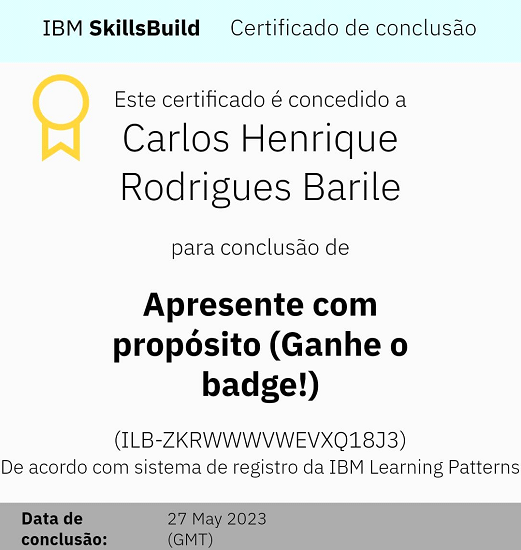 IBM SkillsBuild Certificado de conclusão
Este certificado é concedido a
Carlos Henrique
Rodrigues Barile
para conclusão de
Apresente com
propósito (Ganhe o
badge!)
(ILB-ZKRWWWVWEVXQ18J3)
De acordo com sistema de registro da IBM Learning Patterns
Data de 27 May 2023
conclusão: (GMT)